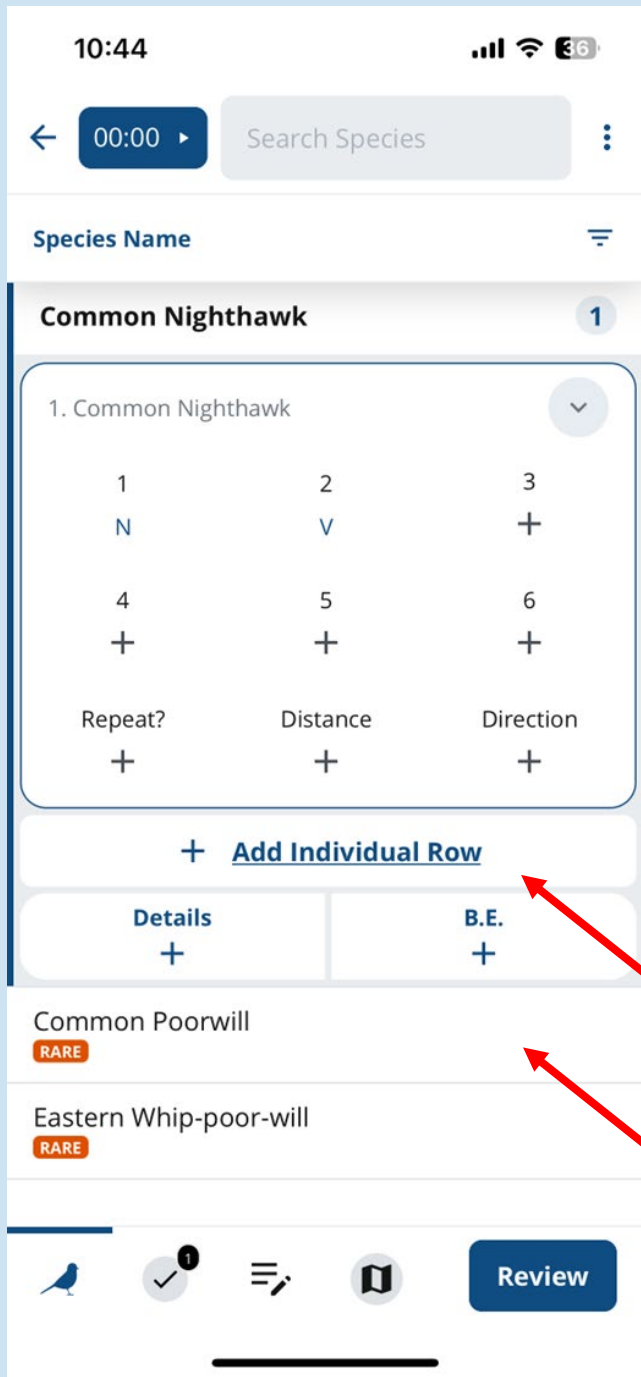 10:44 36
00:00 Search Species
Species Name
Common Nighthawk 1
1. Common Nighthawk
1 2 3
N V +
4 5 6
+ + +
Repeat? Distance Direction
+ + +
+ Add Individual Row
Details B.E.
+ +
Common Poorwill
RARE
Eastern Whip-poor-will
RARE
1
Review